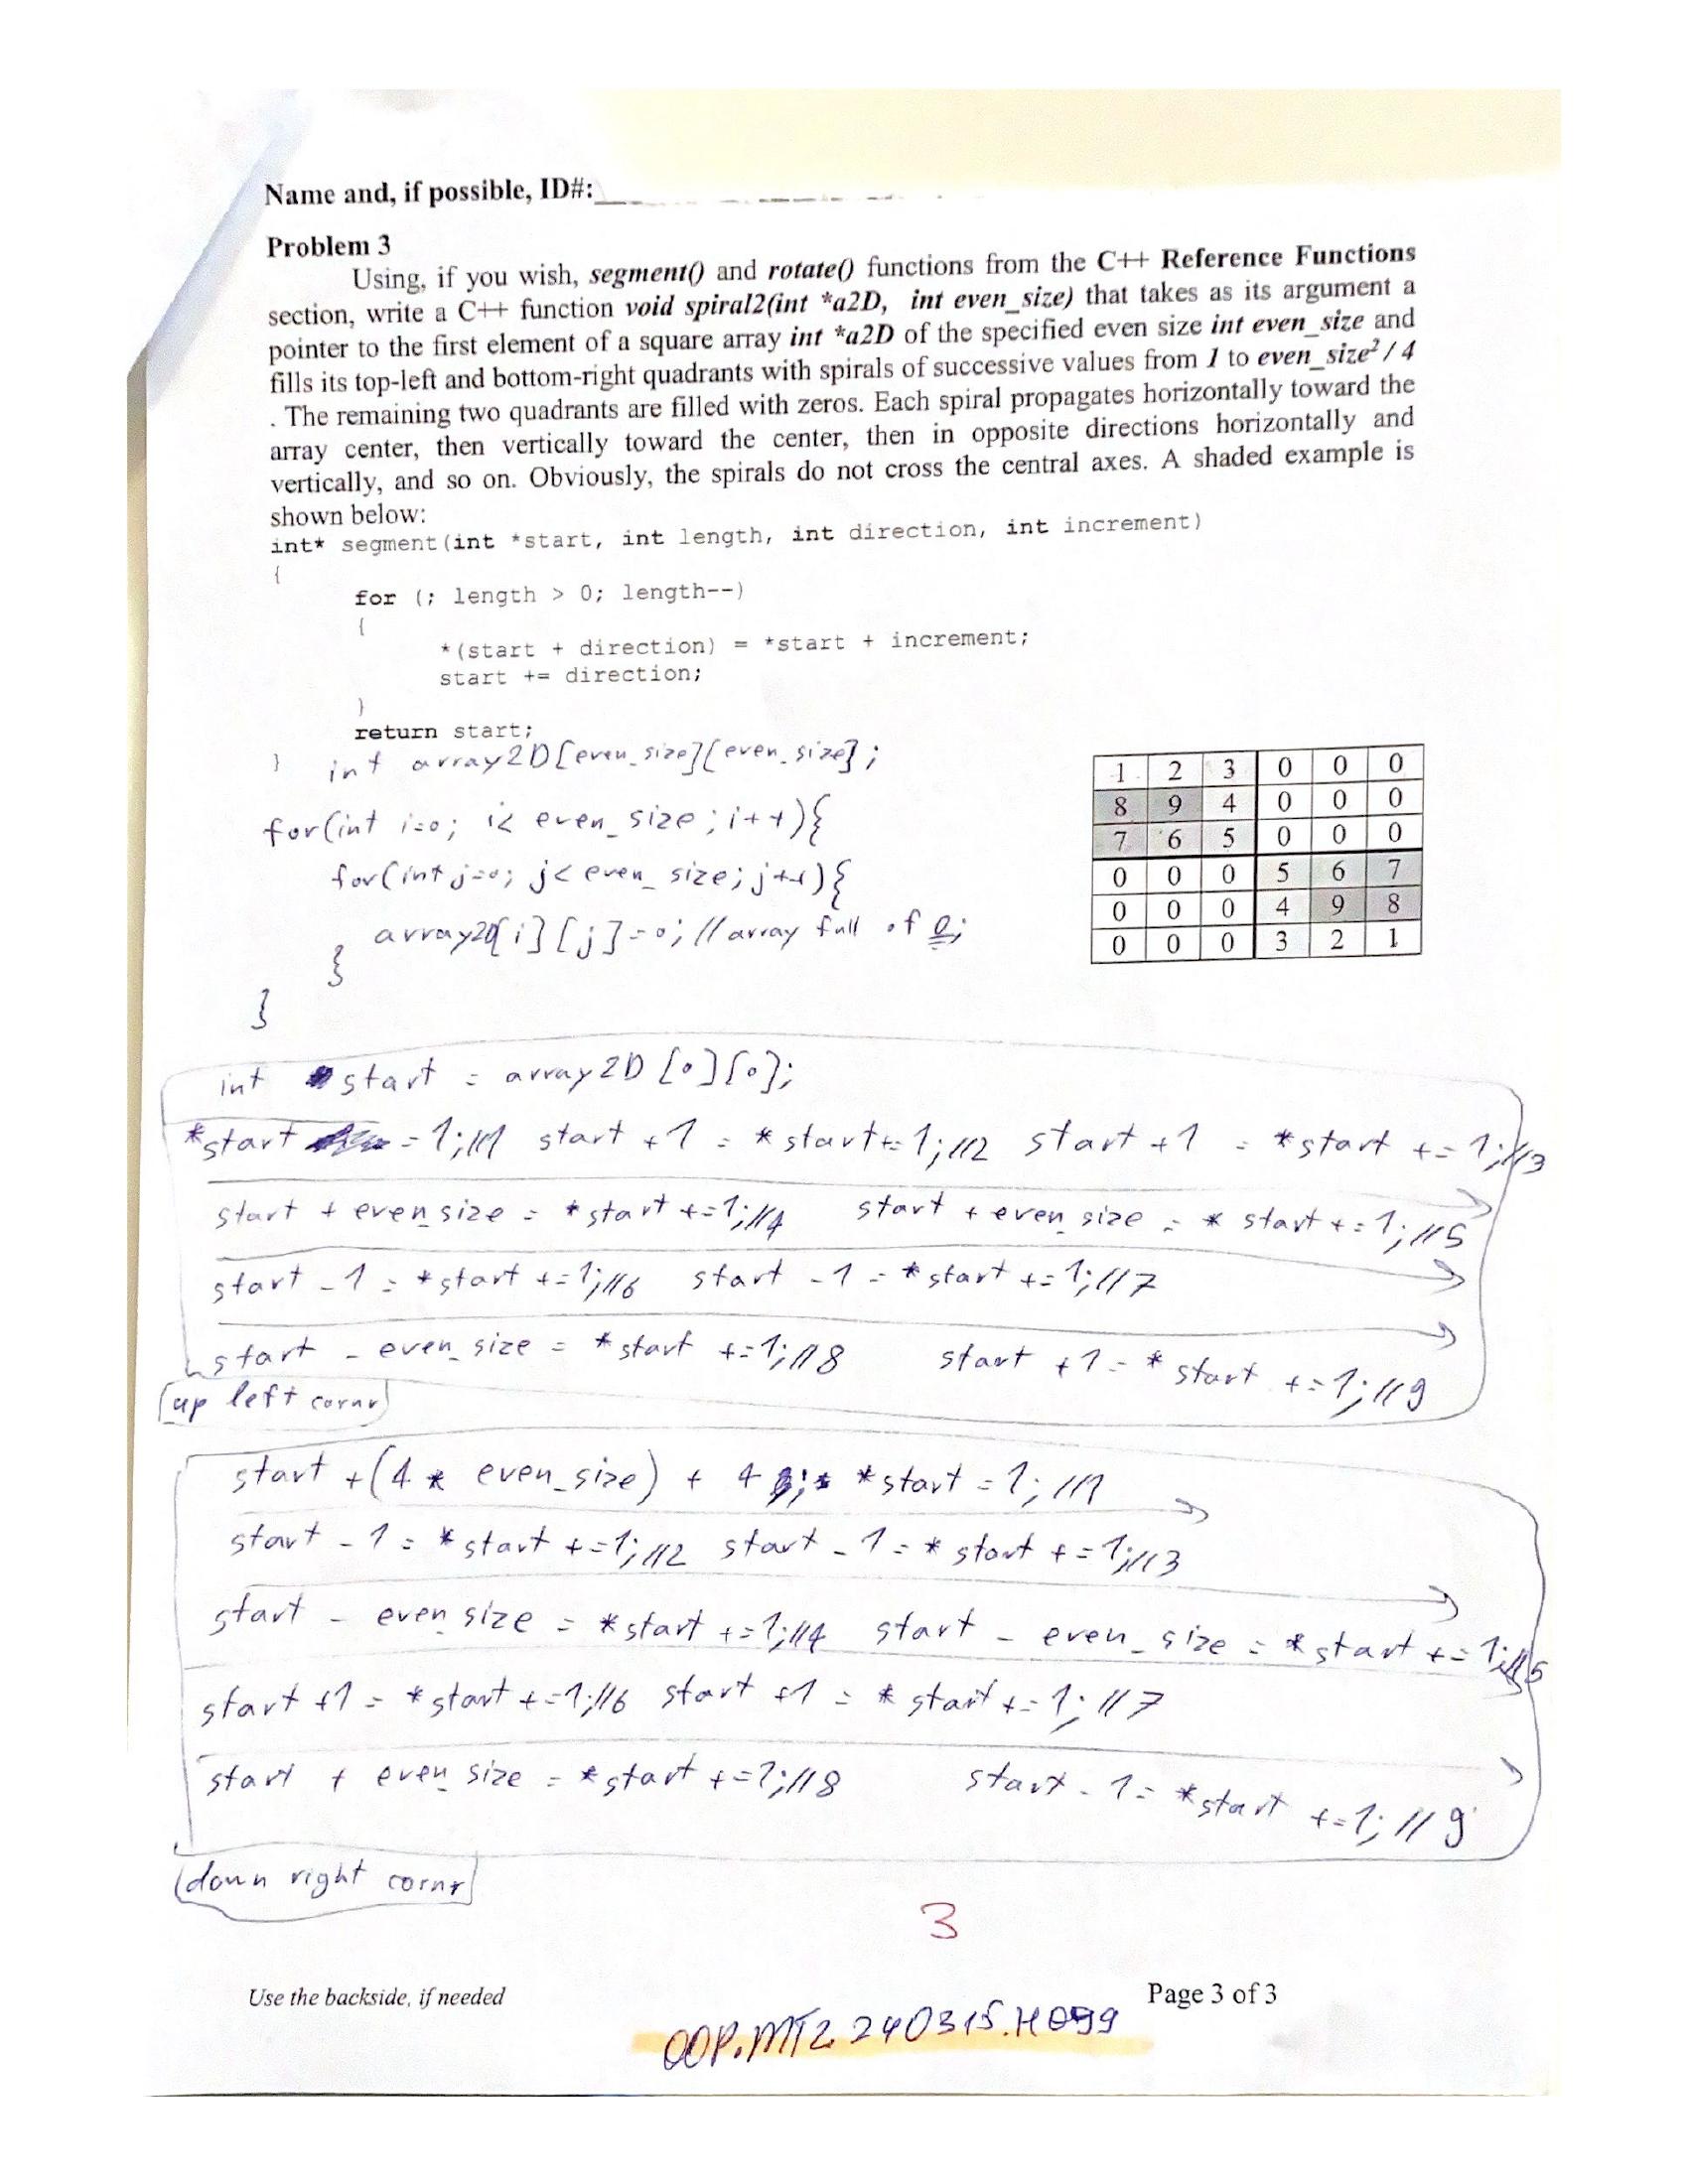 Name and, if possible, ID#:
Problem 3
Using, if you wish, segment() and rotate() functions from the C++ Reference Functions
section, write a C++ function void spiral2(int *a2D, int even_size) that takes as its argument a
pointer to the first element of a square array int *a2D of the specified even size int even_size and
fills its top-left and bottom-right quadrants with spirals of successive values from 1 to even_size² / 4
. The remaining two quadrants are filled with zeros. Each spiral propagates horizontally toward the
array center, then vertically toward the center, then in opposite directions horizontally and
vertically, and so on. Obviously, the spirals do not cross the central axes. A shaded example is
shown below:
int* segment(int *start, int length, int direction, int increment)
{
for (; length > 0; length--)
{
*(start + direction) = *start + increment;
start += direction;
}
return start;
}
int array2D[even_size][even_size];
for(int i=0; i< even_size; i++){
for(int j=0; j< even_size; j++){
array2D[i][j]=0; // array full of 0;
}
}
1 2 3 0 0 0
8 9 4 0 0 0
7 6 5 0 0 0
0 0 0 5 6 7
0 0 0 4 9 8
0 0 0 3 2 1
int *start = array2D[0][0];
*start = 1; //1 start + 1 = *start += 1; //2 start + 1 = *start += 1; //3
start + even_size = *start += 1; //4 start + even_size = *start += 1; //5
start - 1 = *start += 1; //6 start - 1 = *start += 1; //7
start - even_size = *start += 1; //8 start + 1 = *start += 1; //9
up left cornr
start + (4 * even_size) + 4 ; *start = 1; //1
start - 1 = *start += 1; //2 start - 1 = *start += 1; //3
start - even_size = *start += 1; //4 start - even_size = *start += 1; //5
start + 1 = *start += 1; //6 start + 1 = *start += 1; //7
start + even_size = *start += 1; //8 start - 1 = *start += 1; //9
down right cornr
3
Use the backside, if needed
Page 3 of 3
OOP.MT2 240315.H099